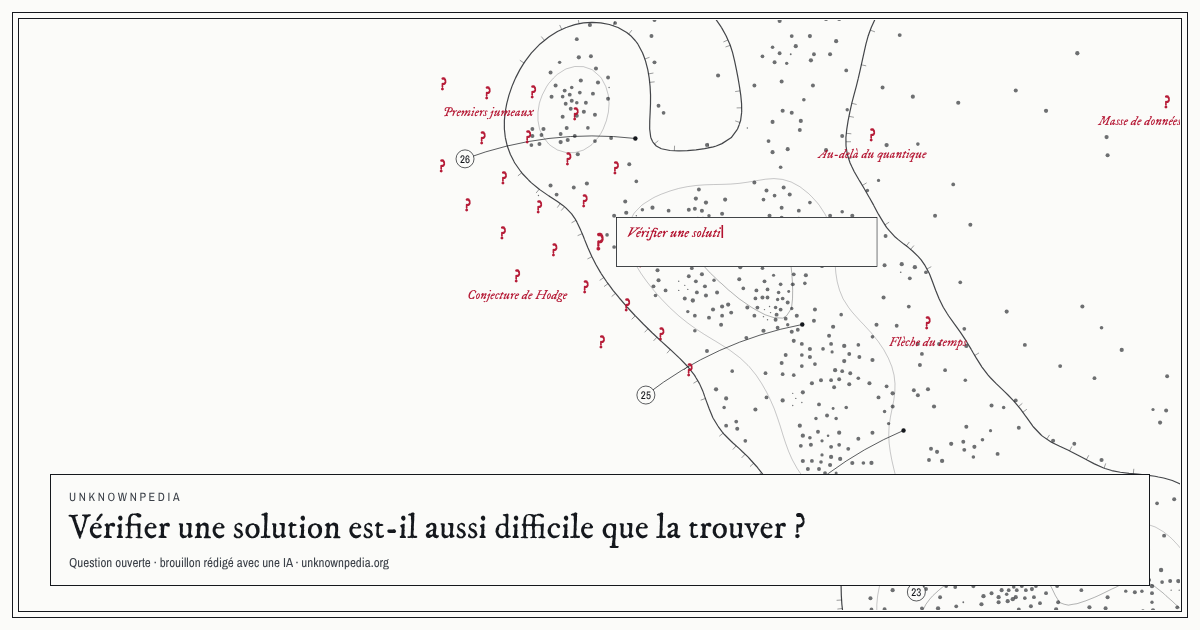 Premiers jumeaux
Masse de données
Au-delà du quantique
26
Vérifier une soluti
Conjecture de Hodge
Flèche du temps
25
UNKNOWNPEDIA
Vérifier une solution est-il aussi difficile que la trouver ?
Question ouverte · brouillon rédigé avec une IA · unknownpedia.org
23